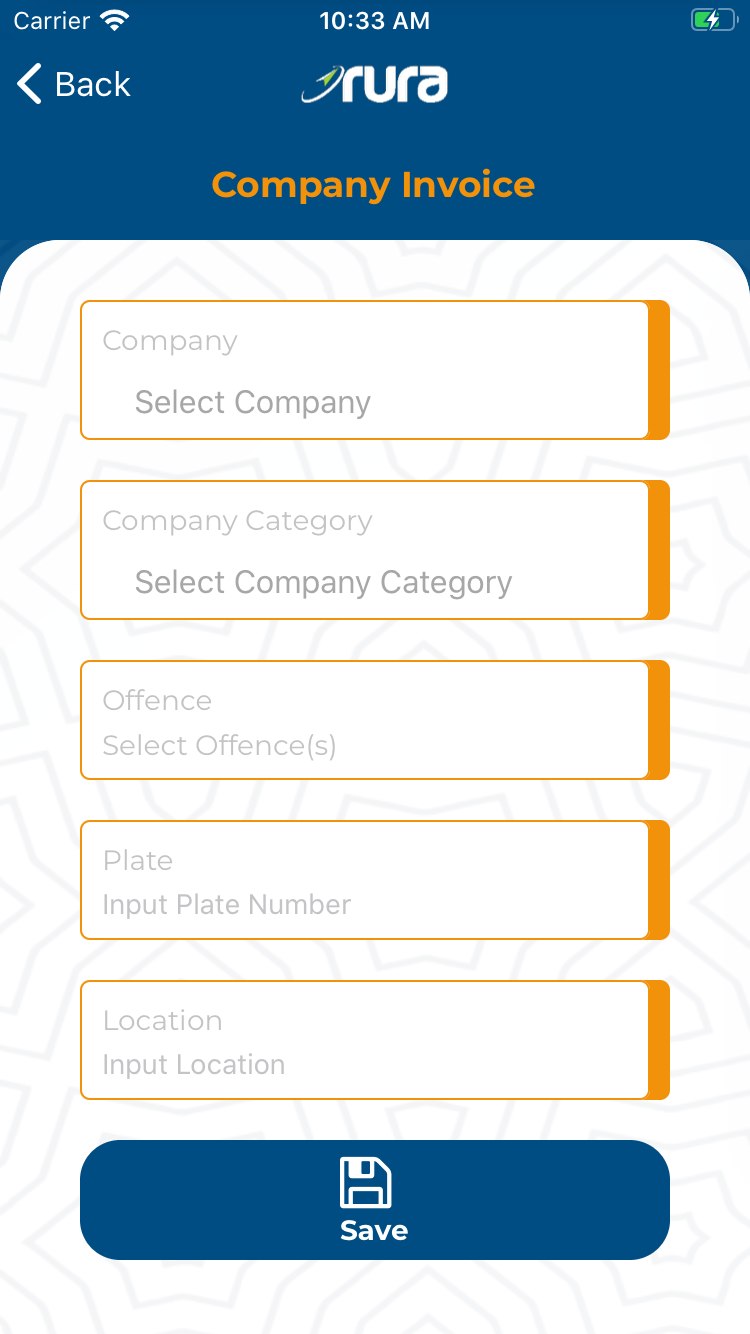 Carrier 10:33 AM
Back rura
Company Invoice
Company
Select Company
Company Category
Select Company Category
Offence
Select Offence(s)
Plate
Input Plate Number
Location
Input Location
Save